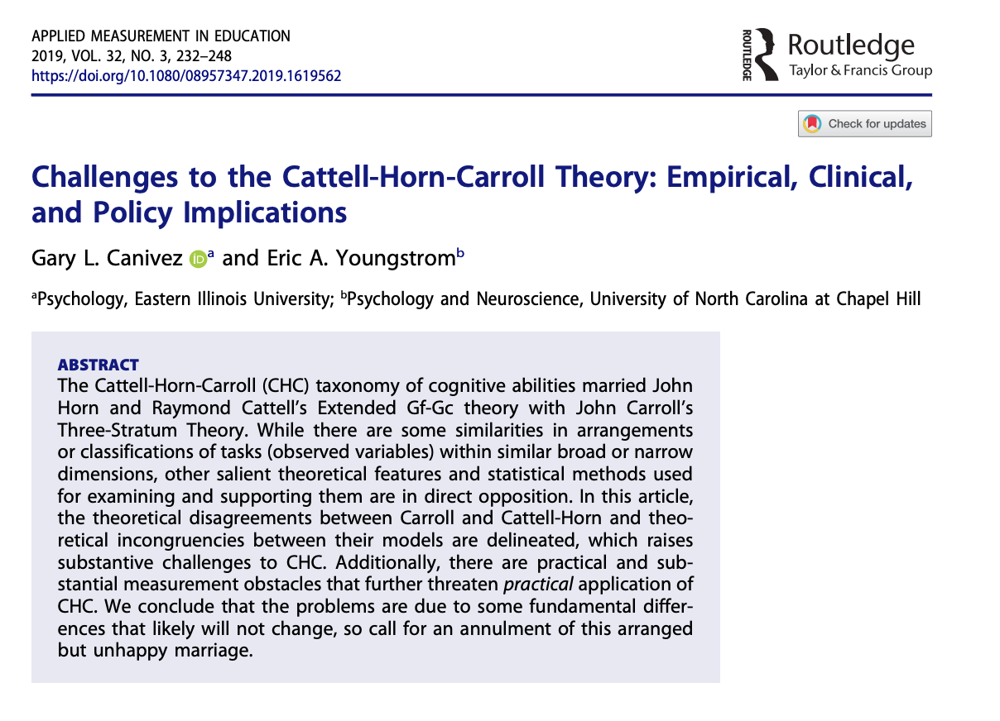 APPLIED MEASUREMENT IN EDUCATION
2019, VOL. 32, NO. 3, 232–248
https://doi.org/10.1080/08957347.2019.1619562
ROUTLEDGE
Routledge
Taylor & Francis Group
Check for updates
Challenges to the Cattell-Horn-Carroll Theory: Empirical, Clinical,
and Policy Implications
Gary L. Canivez iD a and Eric A. Youngstrom b
aPsychology, Eastern Illinois University; bPsychology and Neuroscience, University of North Carolina at Chapel Hill
ABSTRACT
The Cattell-Horn-Carroll (CHC) taxonomy of cognitive abilities married John
Horn and Raymond Cattell’s Extended Gf-Gc theory with John Carroll’s
Three-Stratum Theory. While there are some similarities in arrangements
or classifications of tasks (observed variables) within similar broad or narrow
dimensions, other salient theoretical features and statistical methods used
for examining and supporting them are in direct opposition. In this article,
the theoretical disagreements between Carroll and Cattell-Horn and theo-
retical incongruencies between their models are delineated, which raises
substantive challenges to CHC. Additionally, there are practical and sub-
stantial measurement obstacles that further threaten practical application of
CHC. We conclude that the problems are due to some fundamental differ-
ences that likely will not change, so call for an annulment of this arranged
but unhappy marriage.